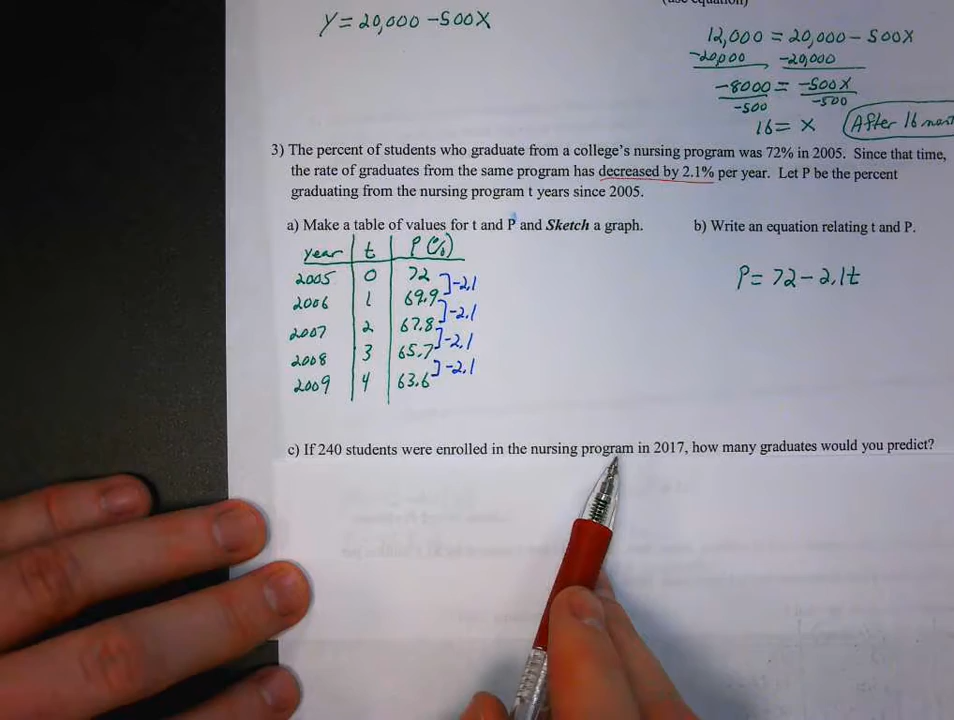 (use equation)
Y = 20,000 - 500X
12,000 = 20,000 - 500X
-20,000 -20,000
-8000 = -500X
-500 -500
16 = X After 16
3) The percent of students who graduate from a college's nursing program was 72% in 2005. Since that time,
the rate of graduates from the same program has decreased by 2.1% per year. Let P be the percent
graduating from the nursing program t years since 2005.
a) Make a table of values for t and P and Sketch a graph.
b) Write an equation relating t and P.
year t P (%)
2005 0 72
]-2.1
2006 1 69.9
]-2.1
2007 2 67.8
]-2.1
2008 3 65.7
]-2.1
2009 4 63.6
P = 72 - 2.1t
c) If 240 students were enrolled in the nursing program in 2017, how many graduates would you predict?